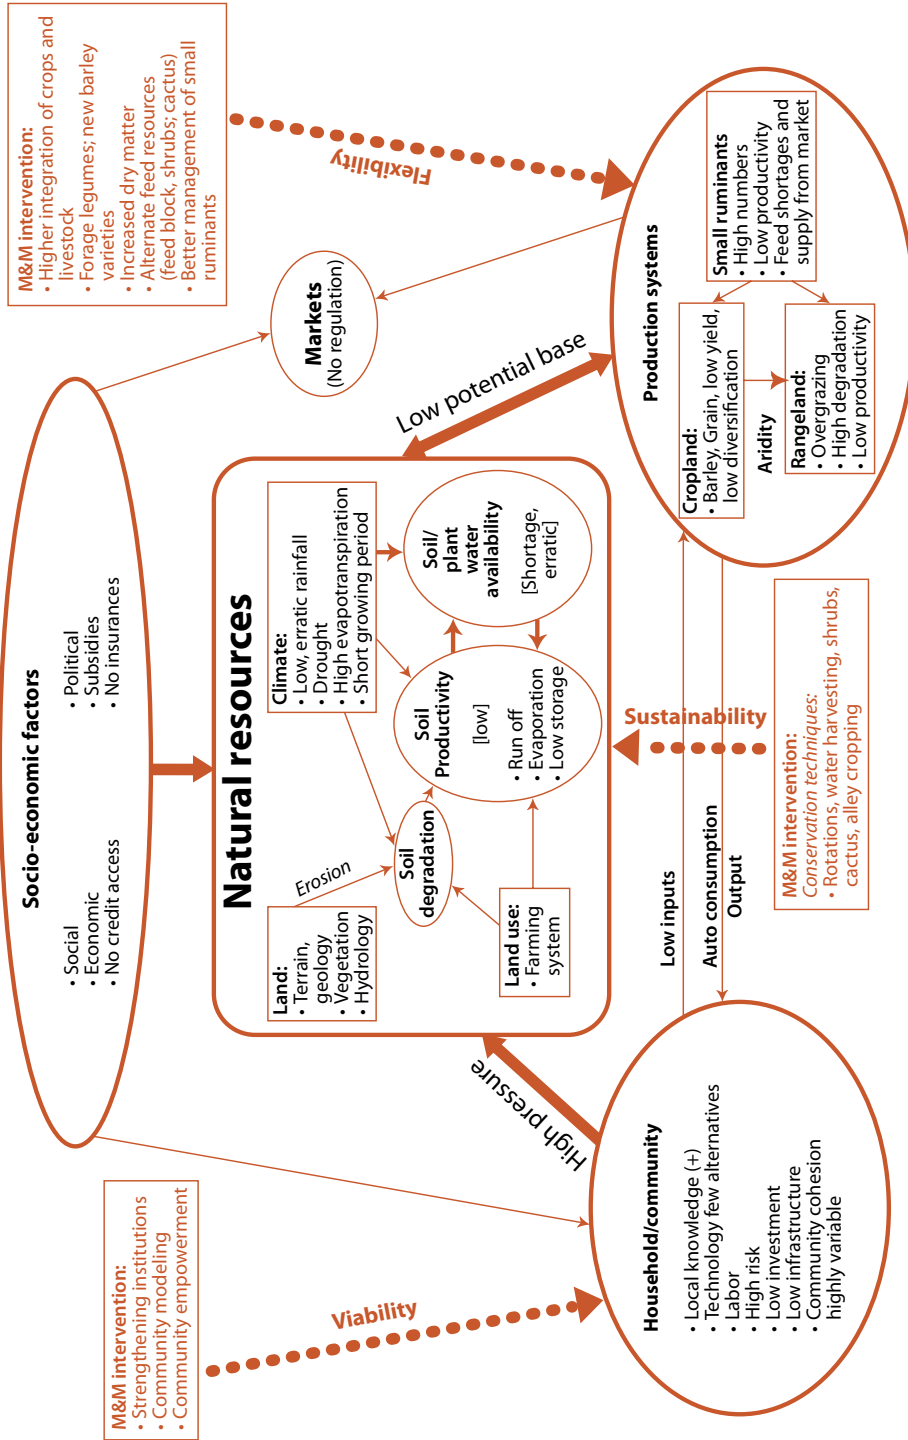 Socio-economic factors
• Social
• Economic
• No credit access
• Political
• Subsidies
• No insurances
M&M intervention:
• Strengthening institutions
• Community modeling
• Community empowerment
M&M intervention:
• Higher integration of crops and
livestock
• Forage legumes; new barley
varieties
• Increased dry matter
• Alternate feed resources
(feed block, shrubs; cactus)
• Better management of small
ruminants
Viability
Flexibility
Markets
(No regulation)
High pressure
Low potential base
Natural resources
Land:
• Terrain,
geology
• Vegetation
• Hydrology
Erosion
Climate:
• Low, erratic rainfall
• Drought
• High evapotranspiration
• Short growing period
Soil
degradation
Soil
Productivity
[low]
• Run off
• Evaporation
• Low storage
Soil/
plant
water
availability
[Shortage,
erratic]
Land use:
• Farming
system
Household/community
• Local knowledge (+)
• Technology few alternatives
• Labor
• High risk
• Low investment
• Low infrastructure
• Community cohesion
highly variable
Low inputs
Auto consumption
Output
Sustainability
M&M intervention:
Conservation techniques:
• Rotations, water harvesting, shrubs,
cactus, alley cropping
Production systems
Cropland:
• Barley, Grain, low yield,
low diversification
Small ruminants
• High numbers
• Low productivity
• Feed shortages and
supply from market
Aridity
Rangeland:
• Overgrazing
• High degradation
• Low productivity